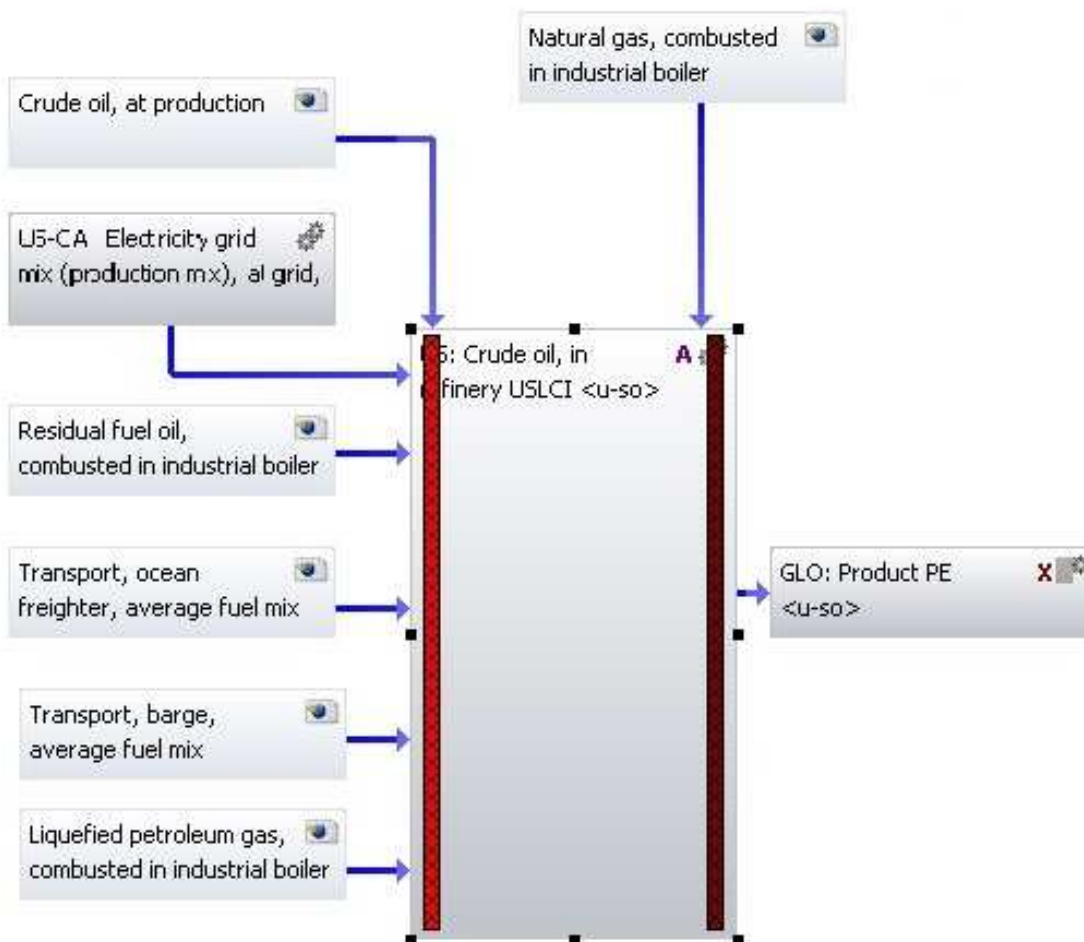 Natural gas, combusted
in industrial boiler
Crude oil, at production
US-CA Electricity grid
mix (production mix), at grid,
Residual fuel oil,
combusted in industrial boiler
Transport, ocean
freighter, average fuel mix
Transport, barge,
average fuel mix
Liquefied petroleum gas,
combusted in industrial boiler
Crude oil, in A
refinery USLCI <u-so>
GLO: Product PE X
<u-so>